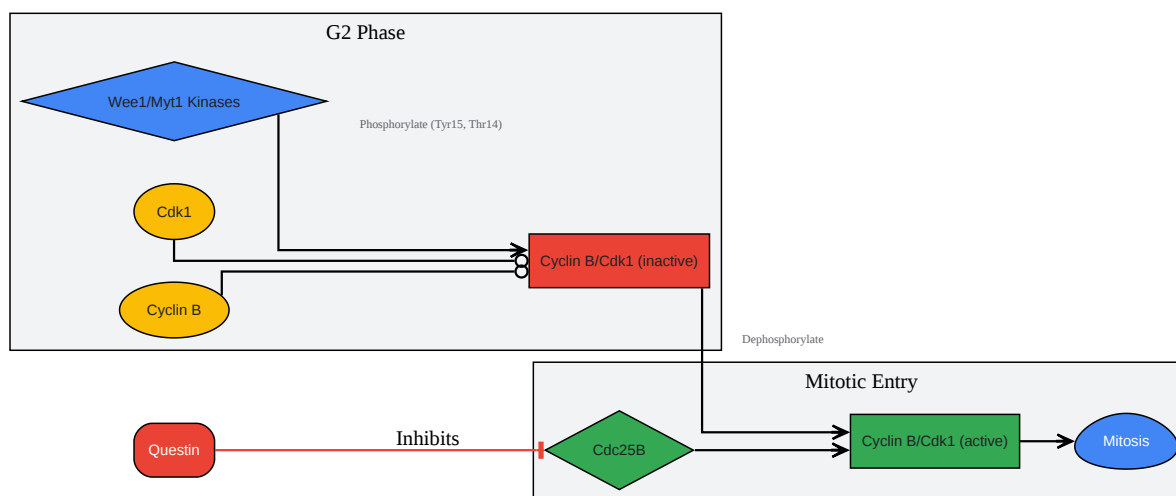 G2 Phase
Wee1/Myt1 Kinases
Phosphorylate (Tyr15, Thr14)
Cdk1
Cyclin B/Cdk1 (inactive)
Cyclin B
Dephosphorylate
Mitotic Entry
Questin
Inhibits
Cdc25B
Cyclin B/Cdk1 (active)
Mitosis